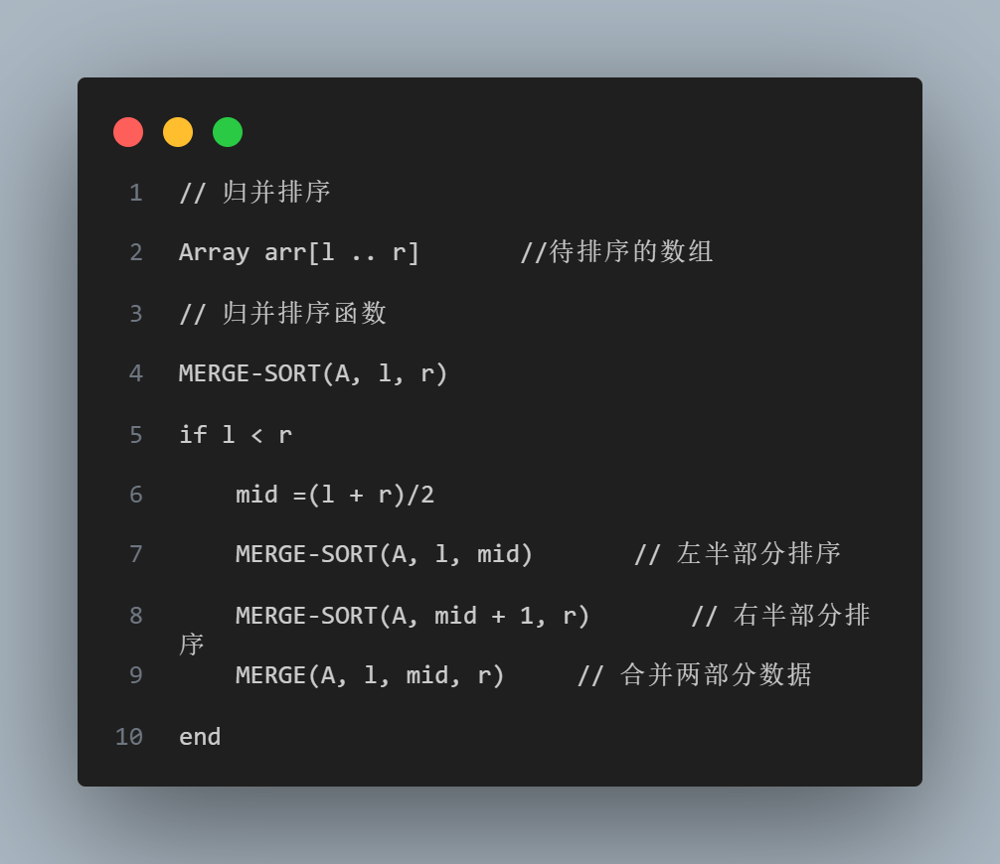 1 // 归并排序
2 Array arr[l .. r]       //待排序的数组
3 // 归并排序函数
4 MERGE-SORT(A, l, r)
5 if l < r
6     mid =(l + r)/2
7     MERGE-SORT(A, l, mid)       // 左半部分排序
8     MERGE-SORT(A, mid + 1, r)       // 右半部分排
序
9     MERGE(A, l, mid, r)     // 合并两部分数据
10 end